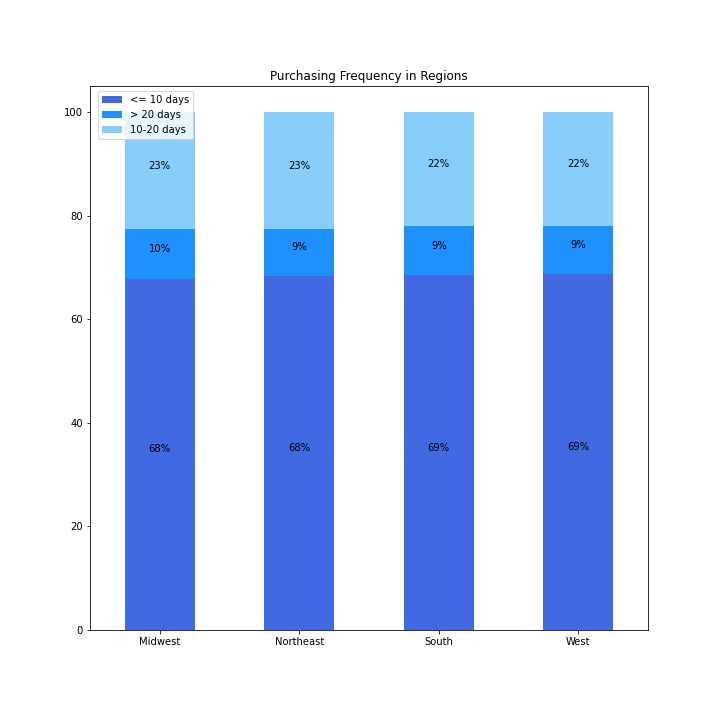 Purchasing Frequency in Regions
<= 10 days
> 20 days
10-20 days
100
80
60
40
20
0
23%
23%
22%
22%
10%
9%
9%
9%
68%
68%
69%
69%
Midwest
Northeast
South
West